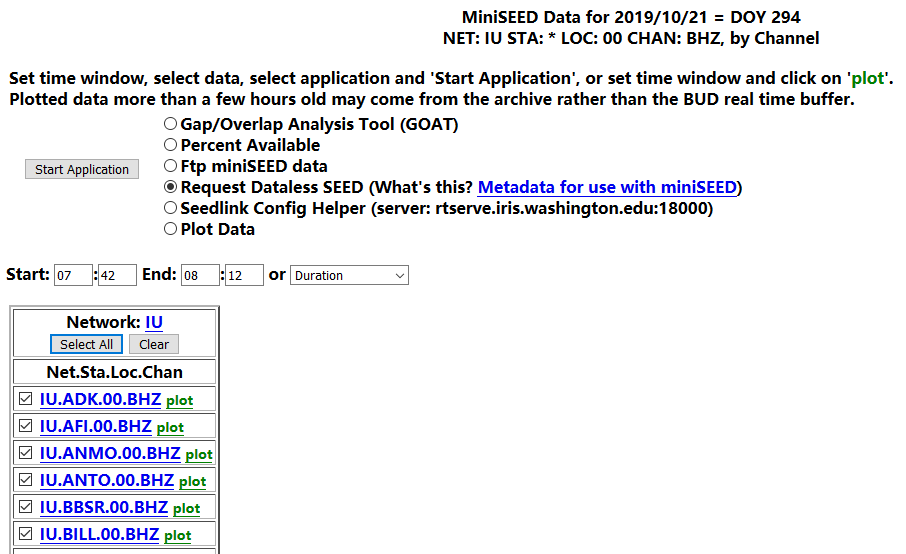 MiniSEED Data for 2019/10/21 = DOY 294
NET: IU STA: * LOC: 00 CHAN: BHZ, by Channel
Set time window, select data, select application and 'Start Application', or set time window and click on 'plot'.
Plotted data more than a few hours old may come from the archive rather than the BUD real time buffer.
Start Application
Gap/Overlap Analysis Tool (GOAT)
Percent Available
Ftp miniSEED data
Request Dataless SEED (What's this? Metadata for use with miniSEED)
Seedlink Config Helper (server: rtserve.iris.washington.edu:18000)
Plot Data
Start: 07 : 42 End: 08 : 12 or Duration
Network: IU
Select All Clear
Net.Sta.Loc.Chan
IU.ADK.00.BHZ plot
IU.AFI.00.BHZ plot
IU.ANMO.00.BHZ plot
IU.ANTO.00.BHZ plot
IU.BBSR.00.BHZ plot
IU.BILL.00.BHZ plot